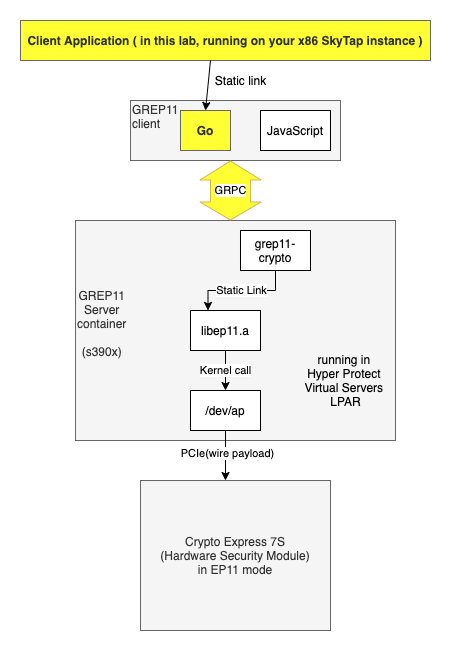 Client Application ( in this lab, running on your x86 SkyTap instance )
Static link
GREP11
client
Go
JavaScript
GRPC
grep11-
crypto
Static Link
GREP11
Server
container
(s390x)
libep11.a
Kernel call
running in
Hyper Protect
Virtual Servers
LPAR
/dev/ap
PCIe(wire payload)
Crypto Express 7S
(Hardware Security Module)
in EP11 mode